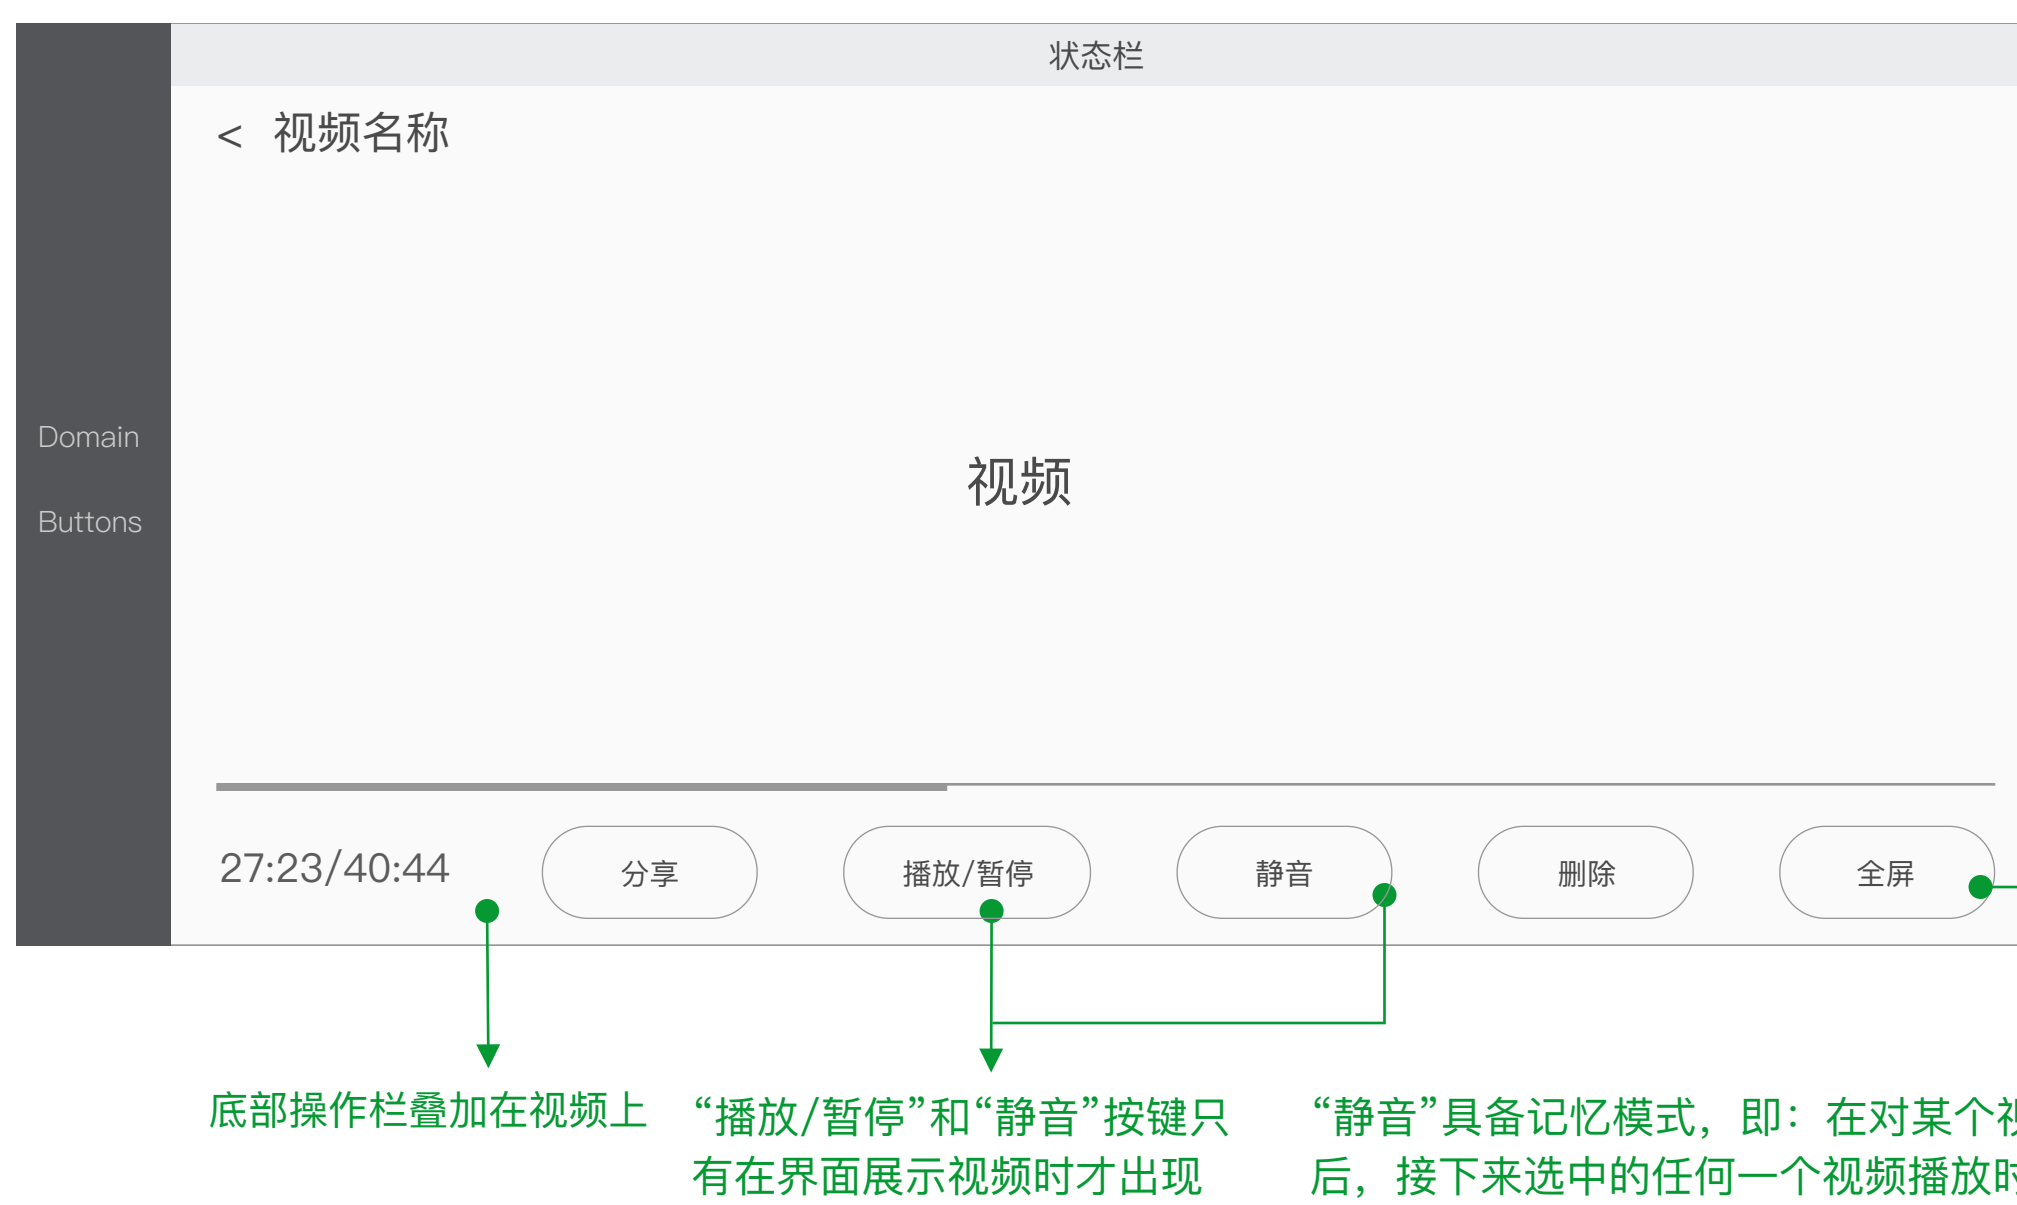 状态栏
< 视频名称
Domain
Buttons
视频
27:23/40:44
分享
播放/暂停
静音
删除
全屏
底部操作栏叠加在视频上
“播放/暂停”和“静音”按键只
有在界面展示视频时才出现
“静音”具备记忆模式，即：在对某个视
后，接下来选中的任何一个视频播放时